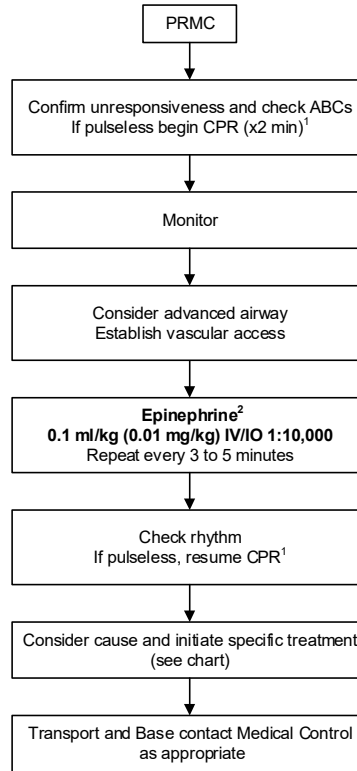 PRMC
Confirm unresponsiveness and check ABCs
If pulseless begin CPR (x2 min)¹
Monitor
Consider advanced airway
Establish vascular access
Epinephrine²
0.1 ml/kg (0.01 mg/kg) IV/IO 1:10,000
Repeat every 3 to 5 minutes
Check rhythm
If pulseless, resume CPR¹
Consider cause and initiate specific treatment
(see chart)
Transport and Base contact Medical Control
as appropriate